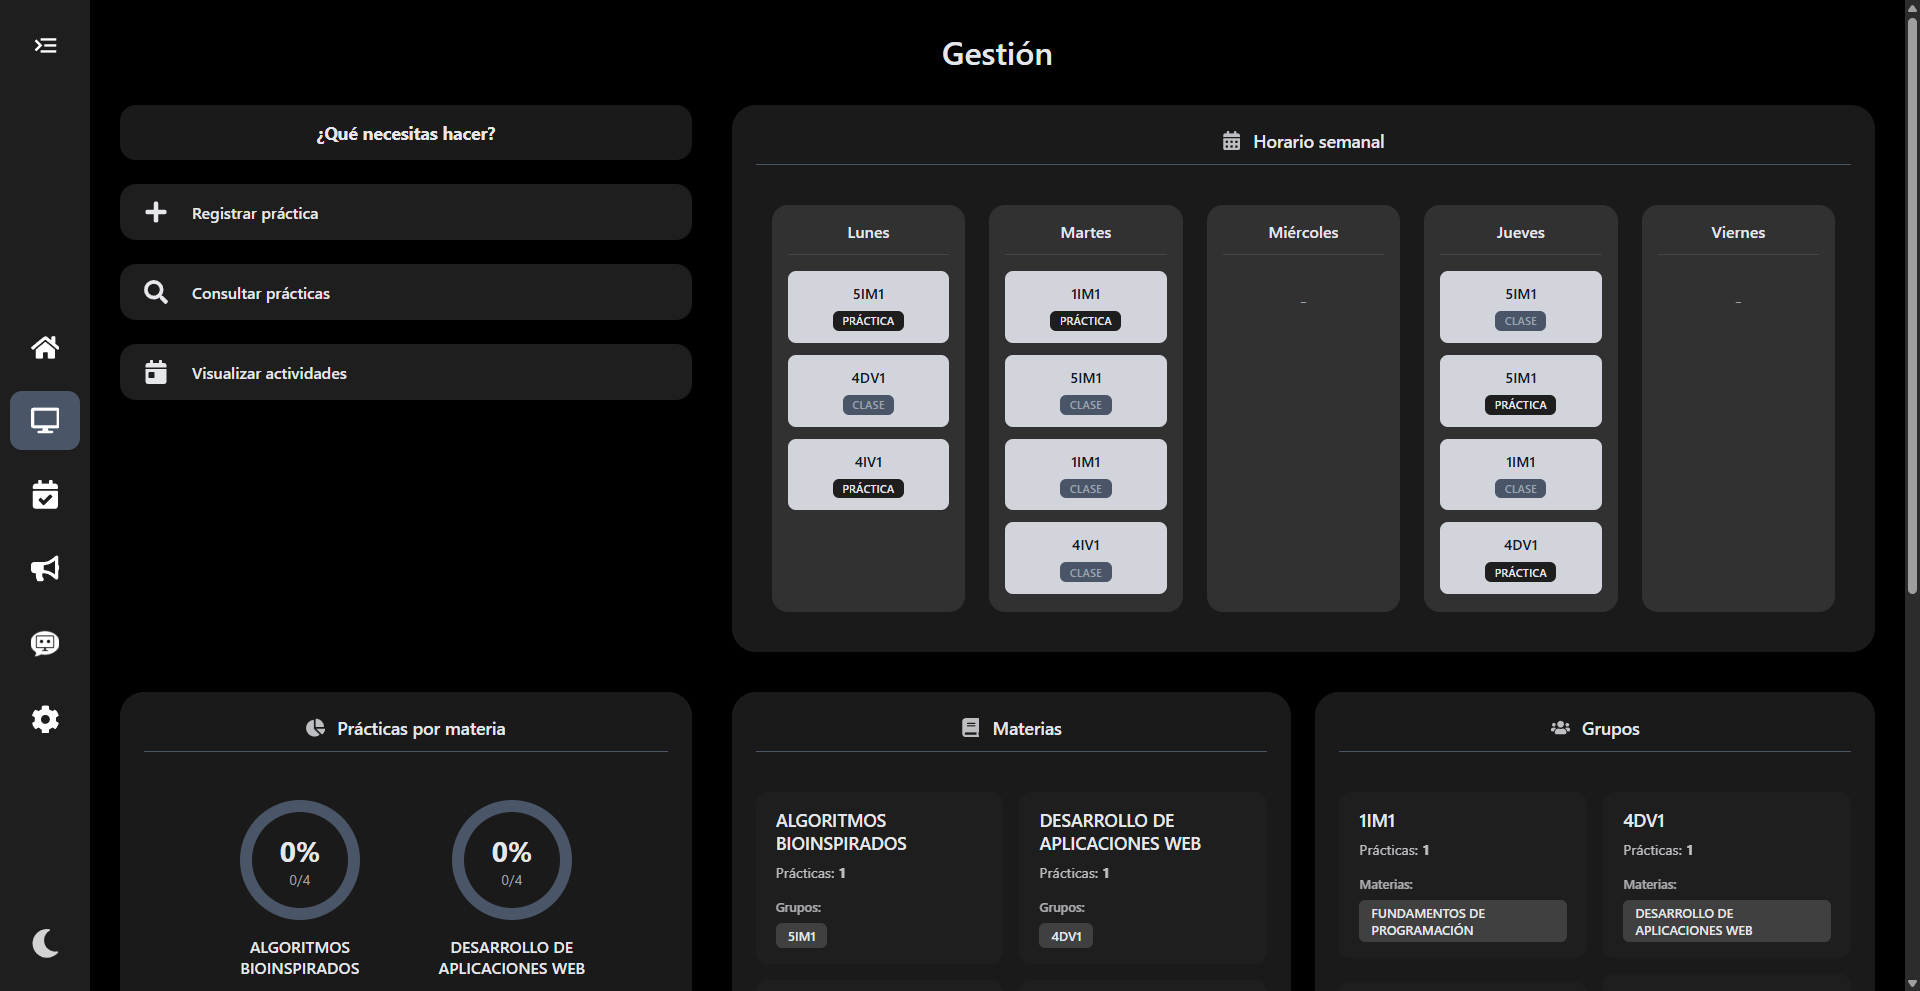 Gestión
¿Qué necesitas hacer?
Registrar práctica
Consultar prácticas
Visualizar actividades
Horario semanal
Lunes
5IM1
PRÁCTICA
4DV1
CLASE
4IV1
PRÁCTICA
Martes
1IM1
PRÁCTICA
5IM1
CLASE
1IM1
CLASE
4IV1
CLASE
Miércoles
-
Jueves
5IM1
CLASE
5IM1
PRÁCTICA
1IM1
CLASE
4DV1
PRÁCTICA
Viernes
-
Prácticas por materia
0%
0/4
ALGORITMOS
BIOINSPIRADOS
0%
0/4
DESARROLLO DE
APLICACIONES WEB
Materias
ALGORITMOS
BIOINSPIRADOS
Prácticas: 1
Grupos:
5IM1
DESARROLLO DE
APLICACIONES WEB
Prácticas: 1
Grupos:
4DV1
Grupos
1IM1
Prácticas: 1
Materias:
FUNDAMENTOS DE
PROGRAMACIÓN
4DV1
Prácticas: 1
Materias:
DESARROLLO DE
APLICACIONES WEB